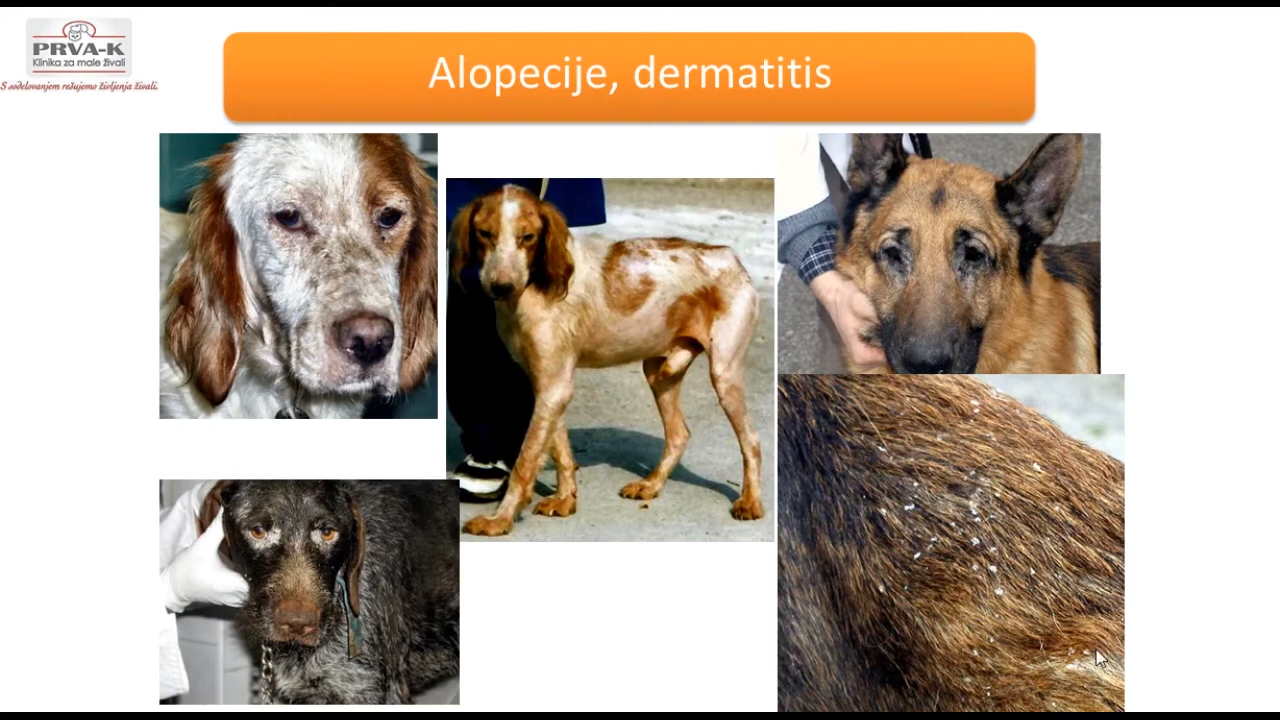 PRVA-K
Klinika za male živali
S sodelovanjem rešujemo življenja živali.
Alopecije, dermatitis